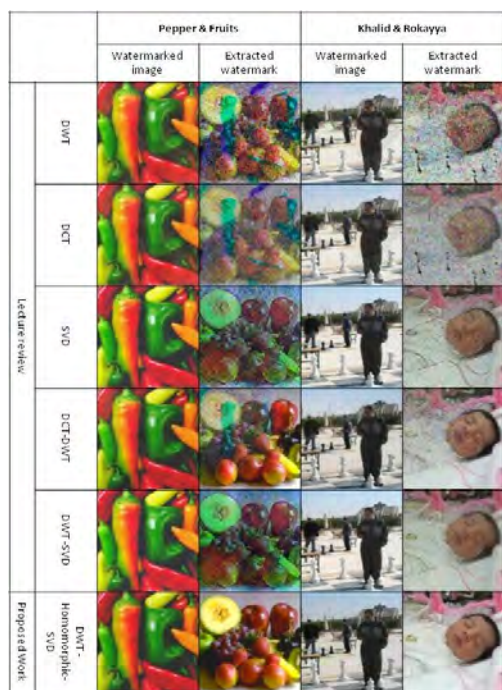 Pepper & Fruits
Khalid & Rokayya
Watermarked
image
Extracted
watermark
Watermarked
image
Extracted
watermark
Lecture review
DWT
DCT
SVD
DCT-DWT
DWT -SVD
Proposed Work
DWT -
Homomorphic-
SVD